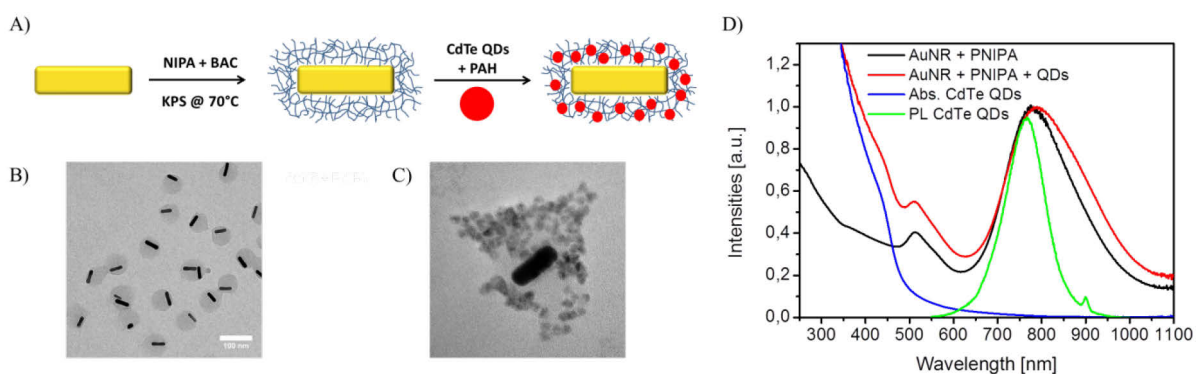 A)
NIPA + BAC
KPS @ 70°C
CdTe QDs
+ PAH
B)
100 nm
C)
D)
AuNR + PNIPA
AuNR + PNIPA + QDs
Abs. CdTe QDs
PL CdTe QDs
Intensities [a.u.]
1,2
1,0
0,8
0,6
0,4
0,2
0,0
300 400 500 600 700 800 900 1000 1100
Wavelength [nm]